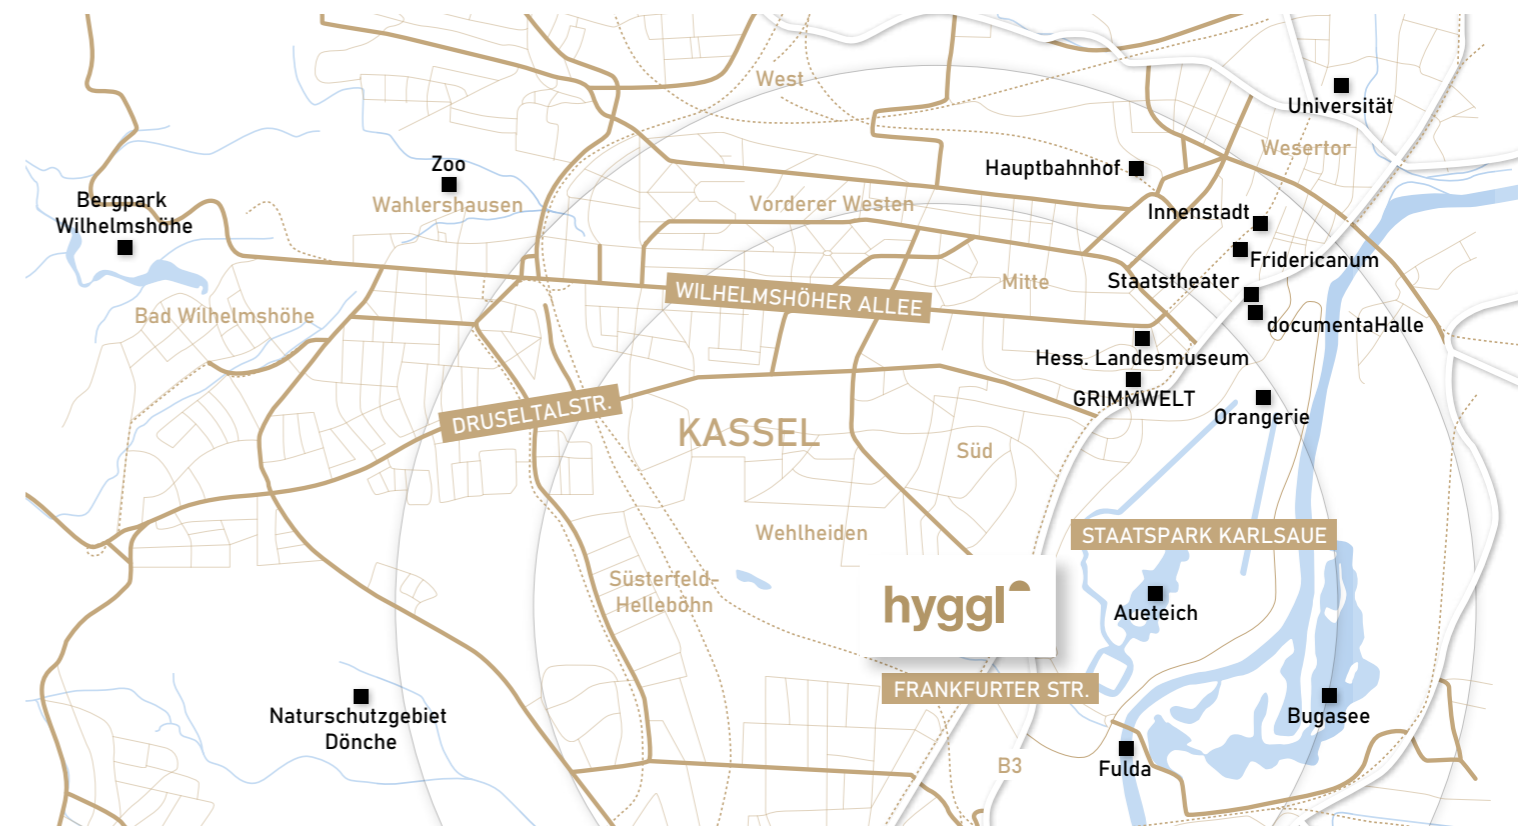 West
Universität
Wesertor
Zoo
Hauptbahnhof
Bergpark
Wilhelmshöhe
Wahlershausen
Vorderer Westen
Innenstadt
Fridericanum
Mitte
Staatstheater
WILHELMSHÖHER ALLEE
Bad Wilhelmshöhe
documentaHalle
Hess. Landesmuseum
GRIMMWELT
DRUSELTALSTR.
Orangerie
KASSEL
Süd
Wehlheiden
STAATSPARK KARLSAUE
Süsterfeld-
Helleböhn
hyggl
Aueteich
FRANKFURTER STR.
Naturschutzgebiet
Dönche
Bugasee
B3
Fulda